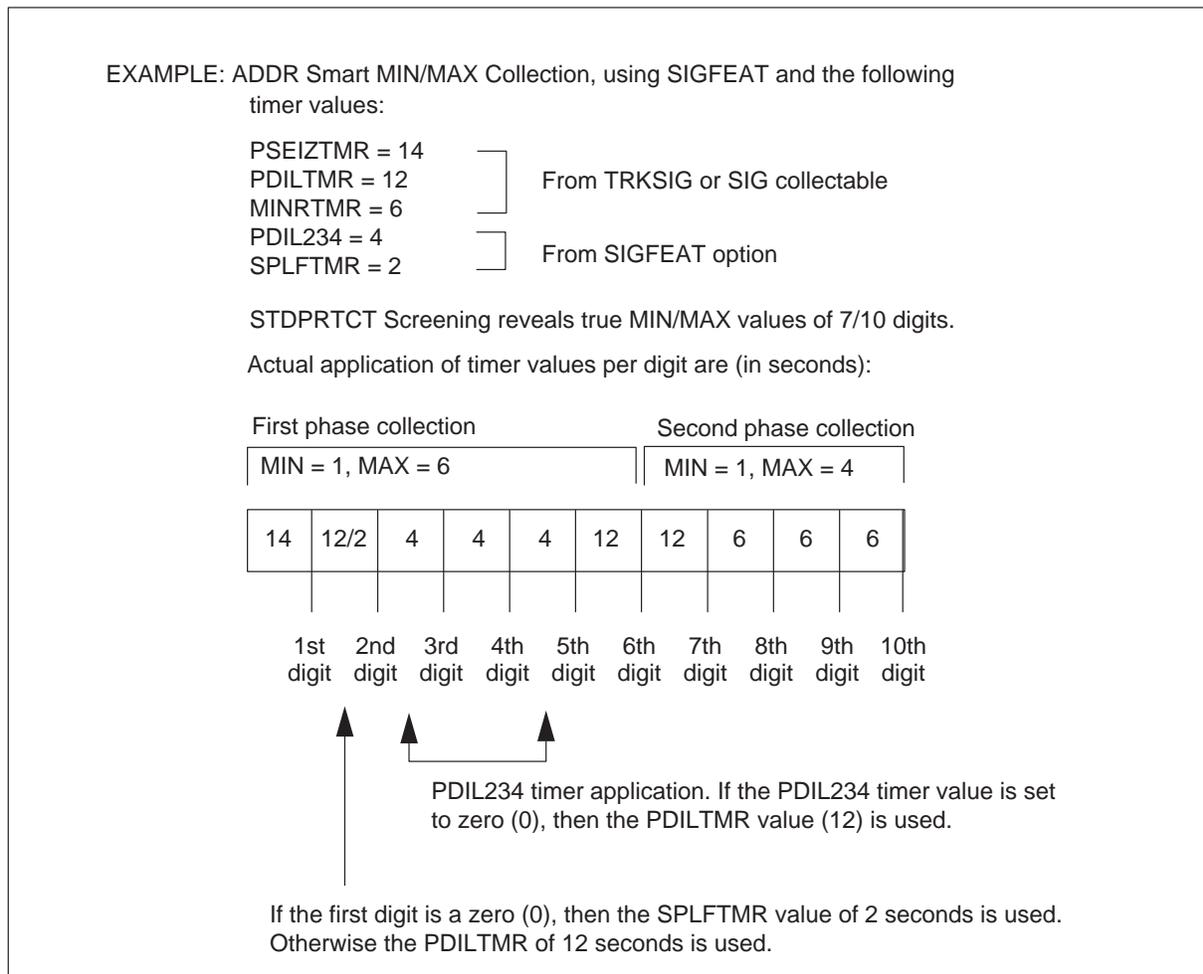 EXAMPLE: ADDR Smart MIN/MAX Collection, using SIGFEAT and the following
timer values:
PSEIZTMR = 14
PDILTMR = 12
MINRTMR = 6
From TRKSIG or SIG collectable
PDIL234 = 4
SPLFTMR = 2
From SIGFEAT option
STDPRTCT Screening reveals true MIN/MAX values of 7/10 digits.
Actual application of timer values per digit are (in seconds):
First phase collection
Second phase collection
MIN = 1, MAX = 6
MIN = 1, MAX = 4
14 12/2 4 4 4 12 12 6 6 6
1st 2nd 3rd 4th 5th 6th 7th 8th 9th 10th
digit digit digit digit digit digit digit digit digit digit
PDIL234 timer application. If the PDIL234 timer value is set
to zero (0), then the PDILTMR value (12) is used.
If the first digit is a zero (0), then the SPLFTMR value of 2 seconds is used.
Otherwise the PDILTMR of 12 seconds is used.